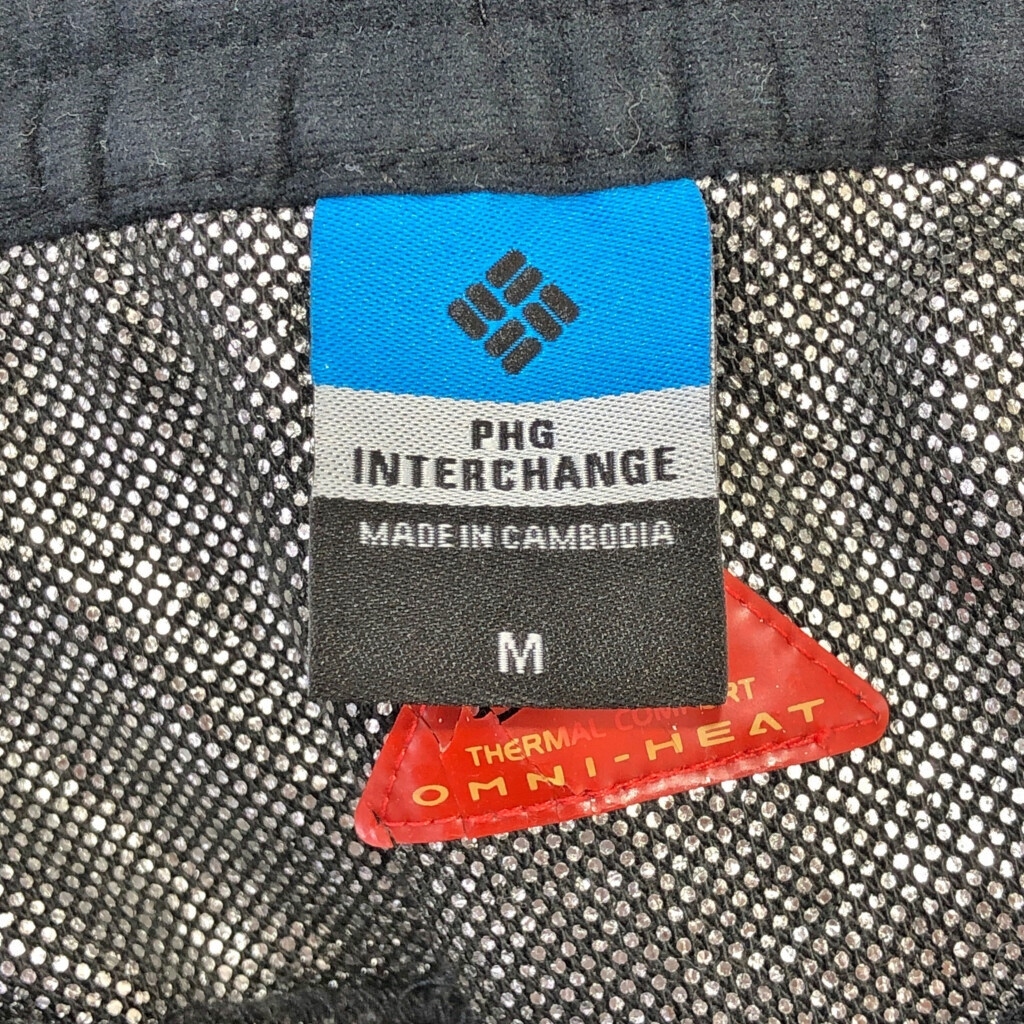 PHG
INTERCHANGE
MADE IN CAMBODIA
M
THERMAL COMFORT
OMNI-HEAT